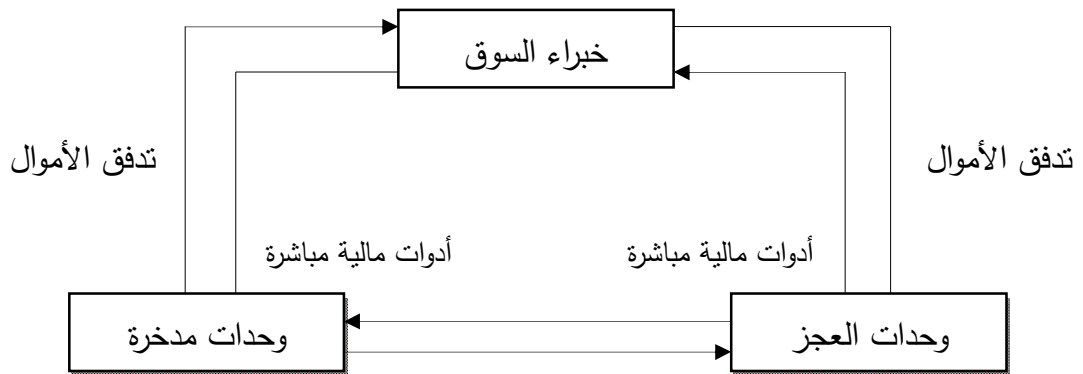 خبراء السوق
تدفق الأموال
تدفق الأموال
أدوات مالية مباشرة
أدوات مالية مباشرة
وحدات العجز
وحدات مدخرة